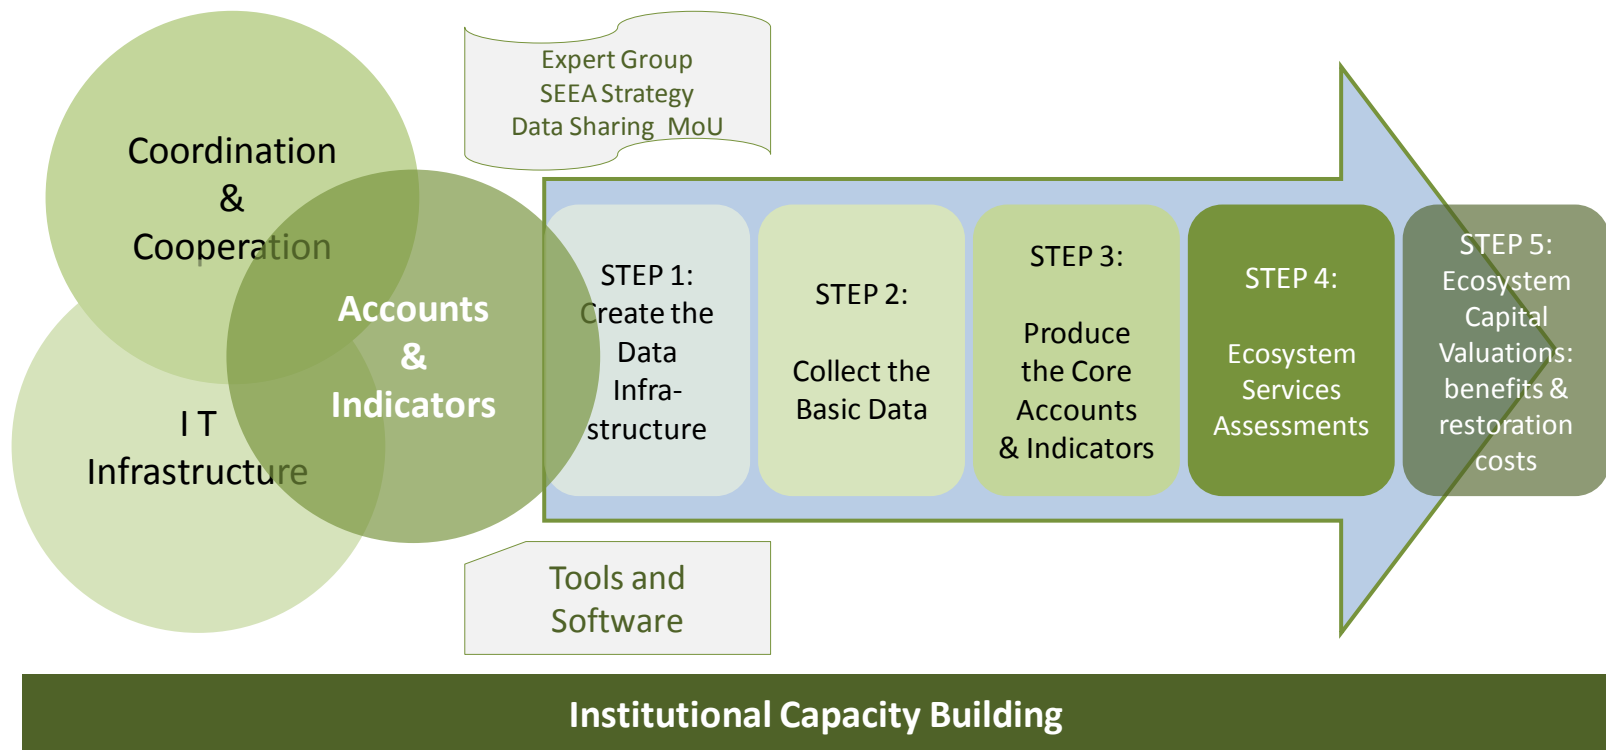 Expert Group
SEEA Strategy
Data Sharing MoU
Coordination
&
Cooperation
Accounts
&
Indicators
I T
Infrastructure
STEP 1:
Create the
Data
Infra-
structure
STEP 2:
Collect the
Basic Data
STEP 3:
Produce
the Core
Accounts
& Indicators
STEP 4:
Ecosystem
Services
Assessments
STEP 5:
Ecosystem
Capital
Valuations:
benefits &
restoration
costs
Tools and
Software
Institutional Capacity Building